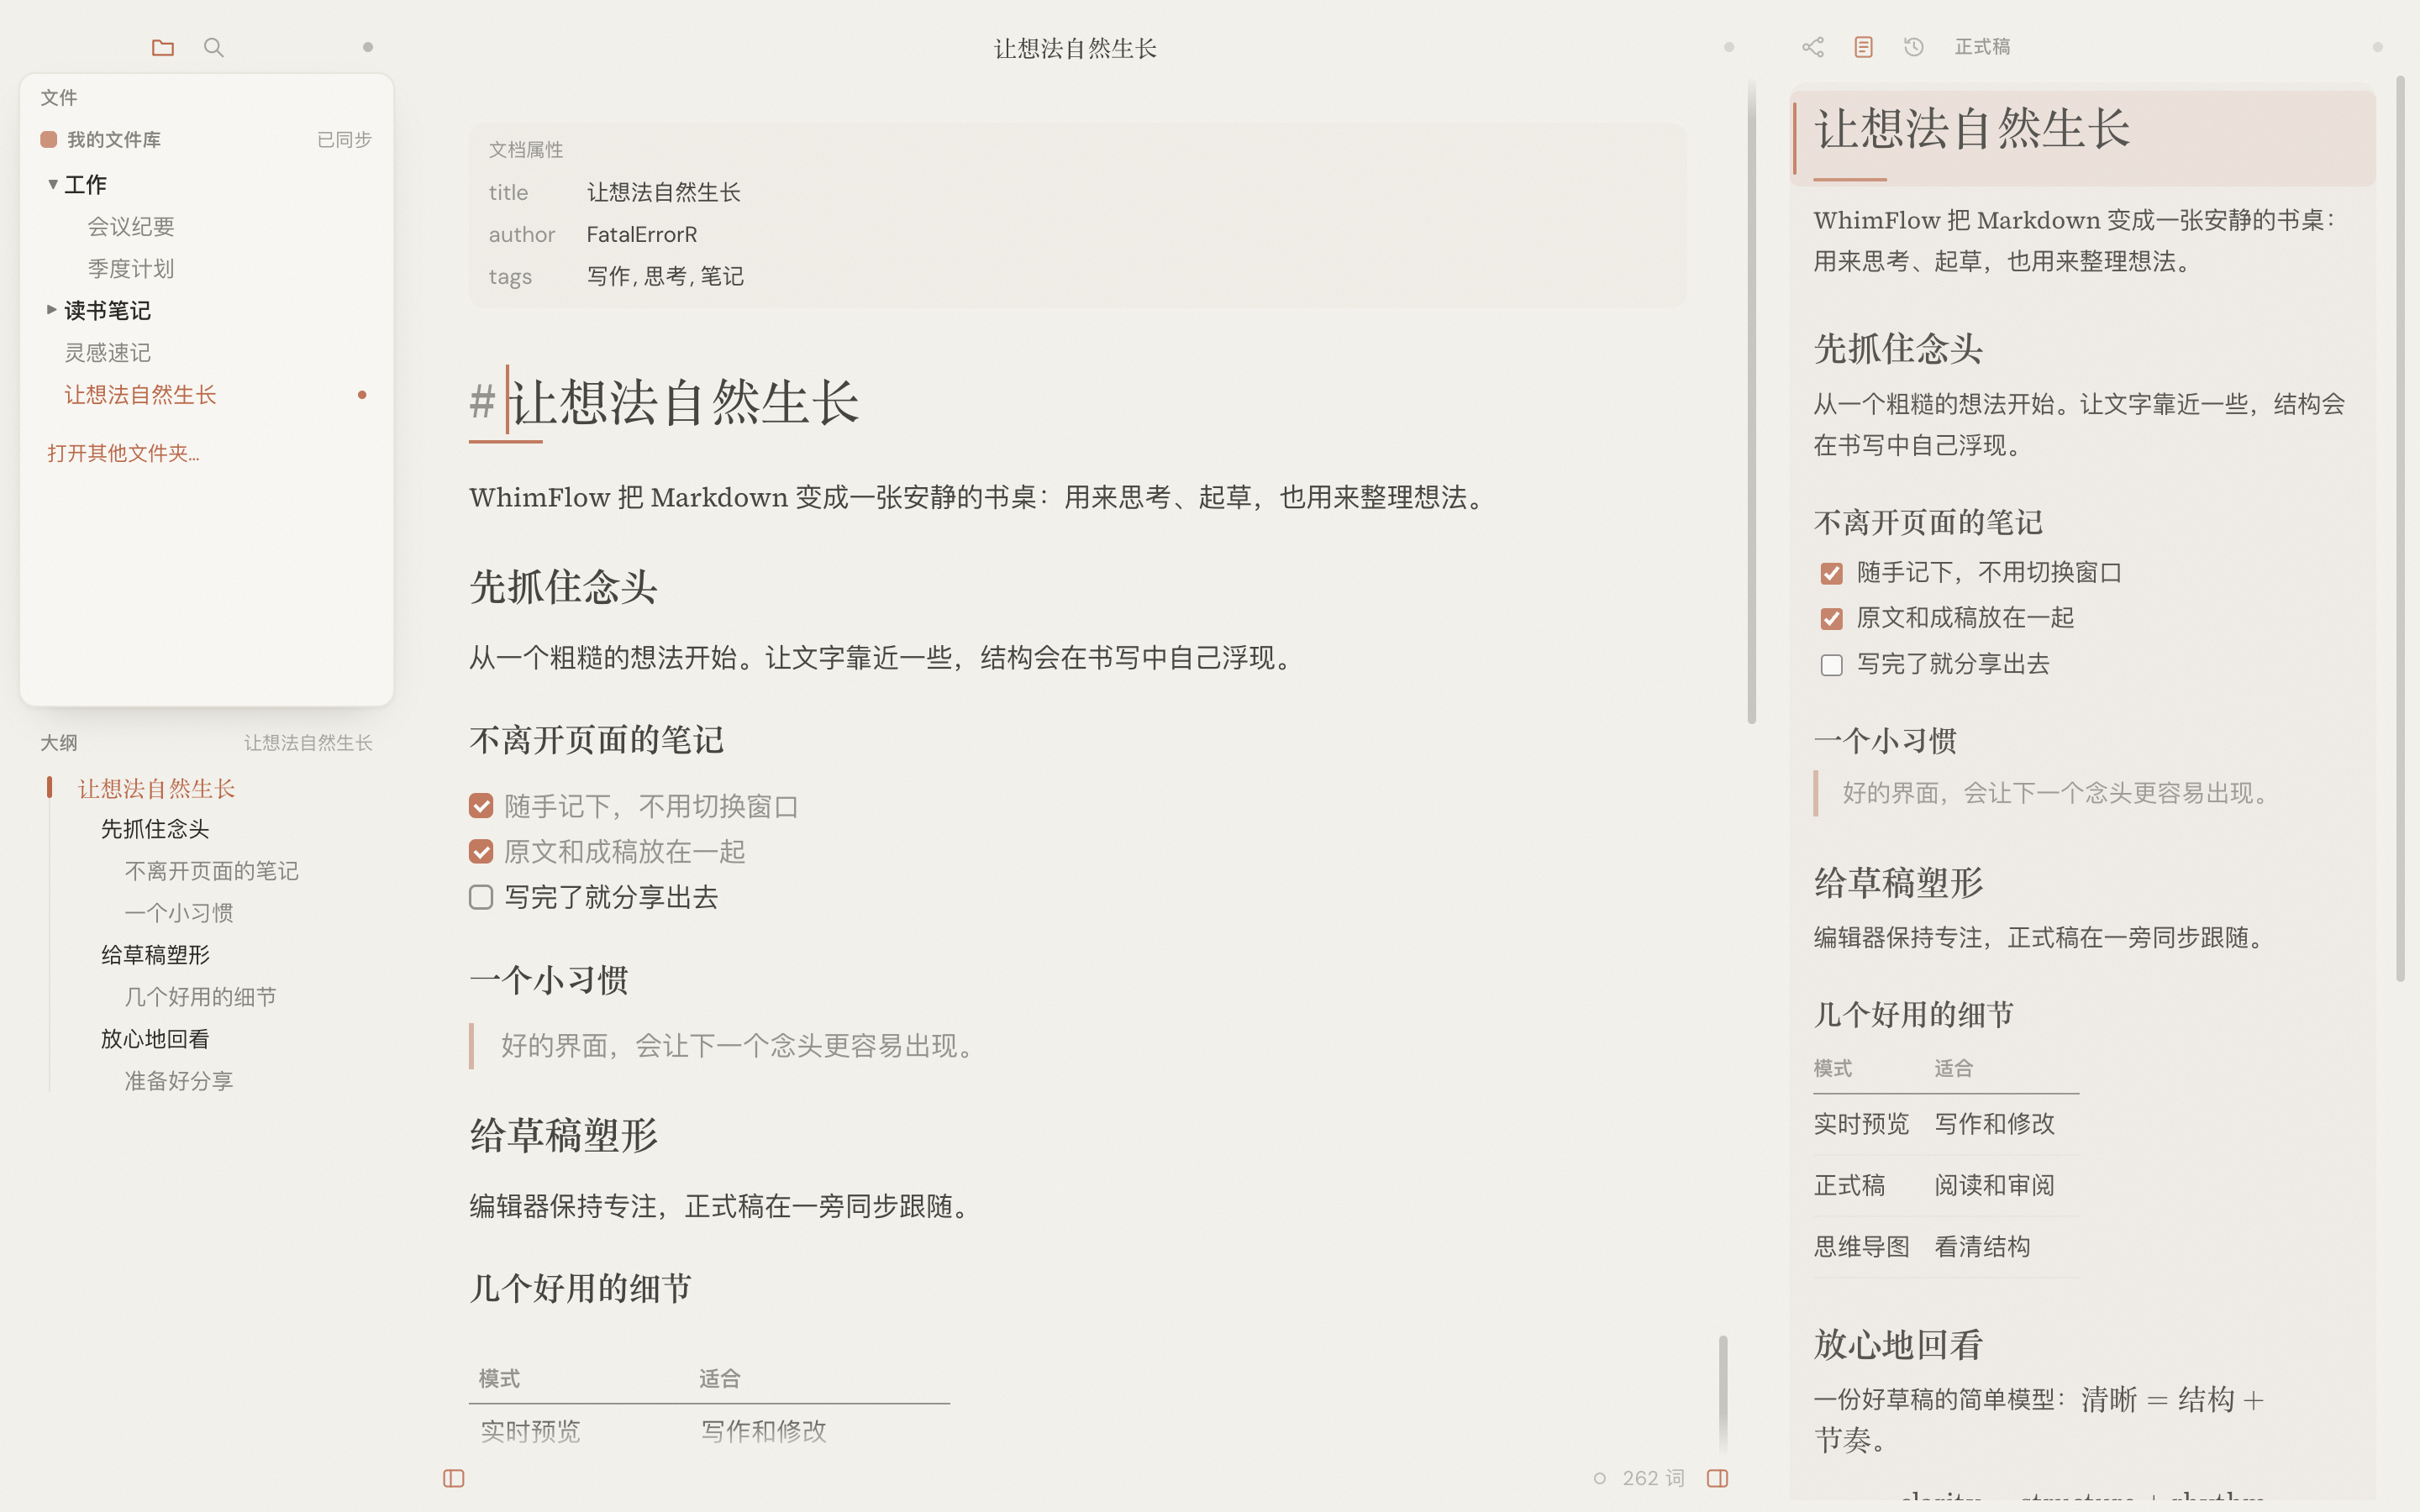 让想法自然生长
正式稿
文件
我的文件库 已同步
工作
会议纪要
季度计划
读书笔记
灵感速记
让想法自然生长
打开其他文件夹...
大纲 让想法自然生长
让想法自然生长
先抓住念头
不离开页面的笔记
一个小习惯
给草稿塑形
几个好用的细节
放心地回看
准备好分享
文档属性
title 让想法自然生长
author FatalErrorR
tags 写作, 思考, 笔记
# 让想法自然生长
WhimFlow 把 Markdown 变成一张安静的书桌：用来思考、起草，也用来整理想法。
先抓住念头
从一个粗糙的想法开始。让文字靠近一些，结构会在书写中自己浮现。
不离开页面的笔记
随手记下，不用切换窗口
原文和成稿放在一起
写完了就分享出去
一个小习惯
好的界面，会让下一个念头更容易出现。
给草稿塑形
编辑器保持专注，正式稿在一旁同步跟随。
几个好用的细节
模式 适合
实时预览 写作和修改
262 词
让想法自然生长
WhimFlow 把 Markdown 变成一张安静的书桌：
用来思考、起草，也用来整理想法。
先抓住念头
从一个粗糙的想法开始。让文字靠近一些，结构会
在书写中自己浮现。
不离开页面的笔记
随手记下，不用切换窗口
原文和成稿放在一起
写完了就分享出去
一个小习惯
好的界面，会让下一个念头更容易出现。
给草稿塑形
编辑器保持专注，正式稿在一旁同步跟随。
几个好用的细节
模式 适合
实时预览 写作和修改
正式稿 阅读和审阅
思维导图 看清结构
放心地回看
一份好草稿的简单模型：清晰 = 结构 +
节奏。